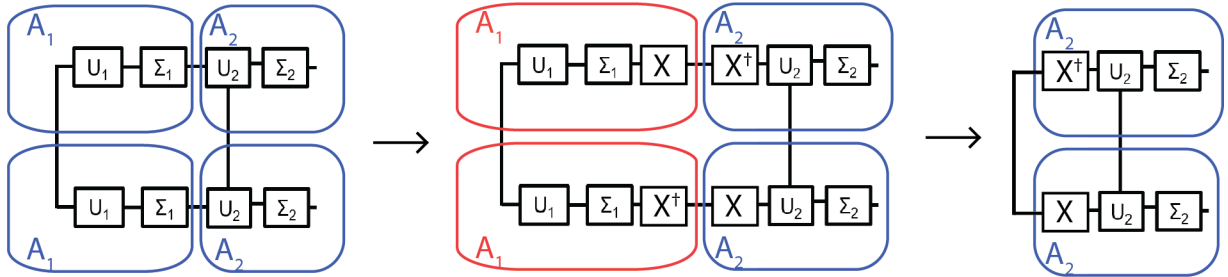 A₁ A₂
U₁ Σ₁ U₂ Σ₂
U₁ Σ₁ U₂ Σ₂
A₁ A₂
A₁ A₂
U₁ Σ₁ X X† U₂ Σ₂
U₁ Σ₁ X† X U₂ Σ₂
A₁ A₂
A₂
X† U₂ Σ₂
X U₂ Σ₂
A₂